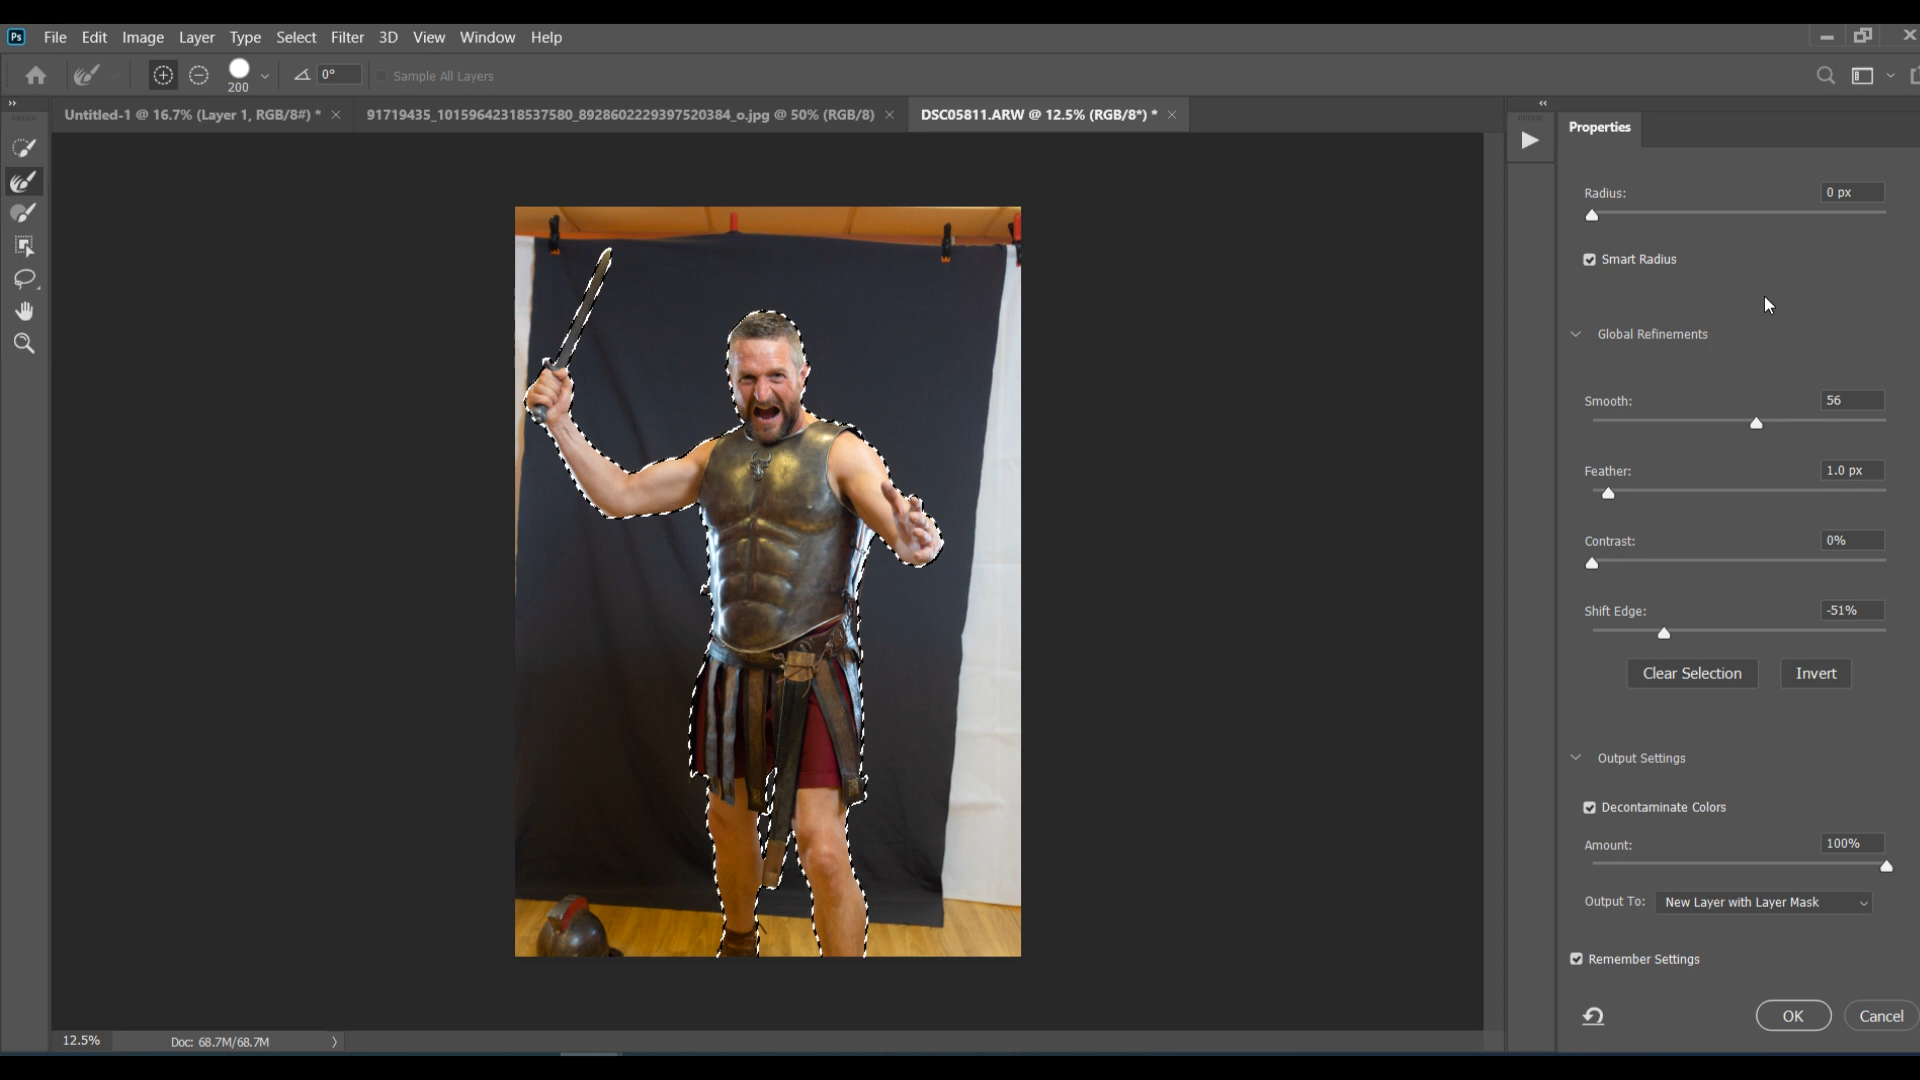 Ps File Edit Image Layer Type Select Filter 3D View Window Help
200 0° Sample All Layers
Untitled-1 @ 16.7% (Layer 1, RGB/8#) * × 91719435_10159642318537580_8928602229397520384_o.jpg @ 50% (RGB/8) × DSC05811.ARW @ 12.5% (RGB/8*) * ×
Properties
Radius: 0 px
Smart Radius
Global Refinements
Smooth: 56
Feather: 1.0 px
Contrast: 0%
Shift Edge: -51%
Clear Selection Invert
Output Settings
Decontaminate Colors
Amount: 100%
Output To: New Layer with Layer Mask
Remember Settings
OK Cancel
12.5% Doc: 68.7M/68.7M